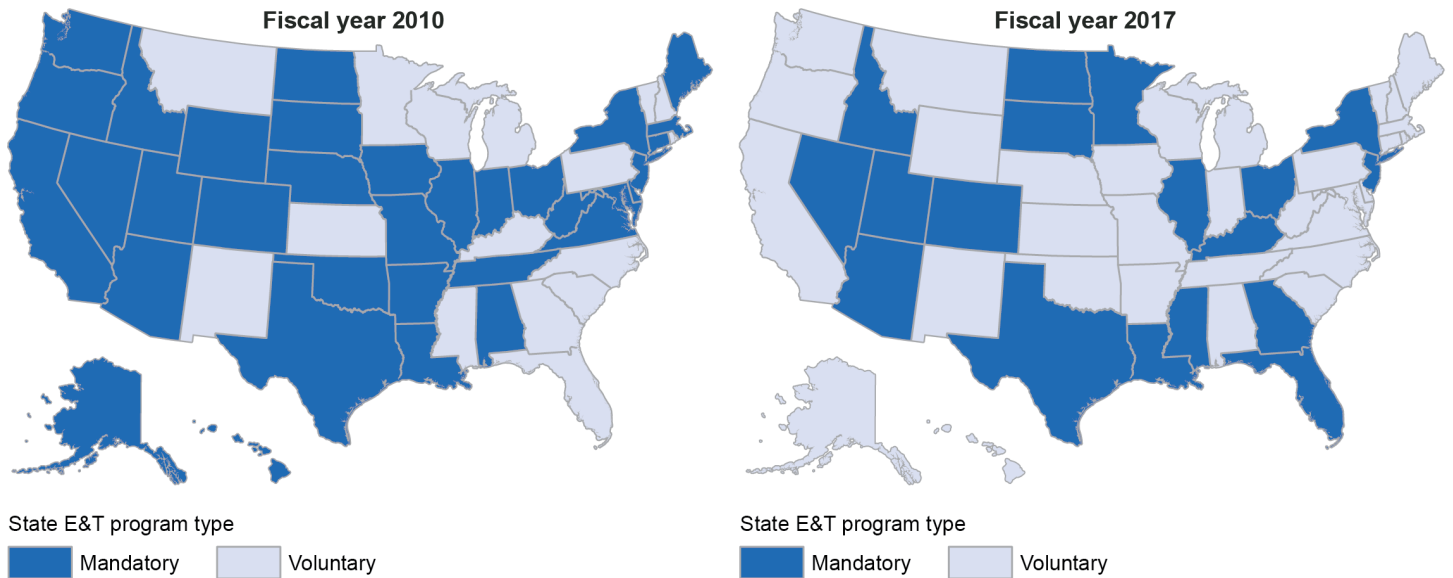 Fiscal year 2010
State E&T program type
Mandatory
Voluntary
Fiscal year 2017
State E&T program type
Mandatory
Voluntary